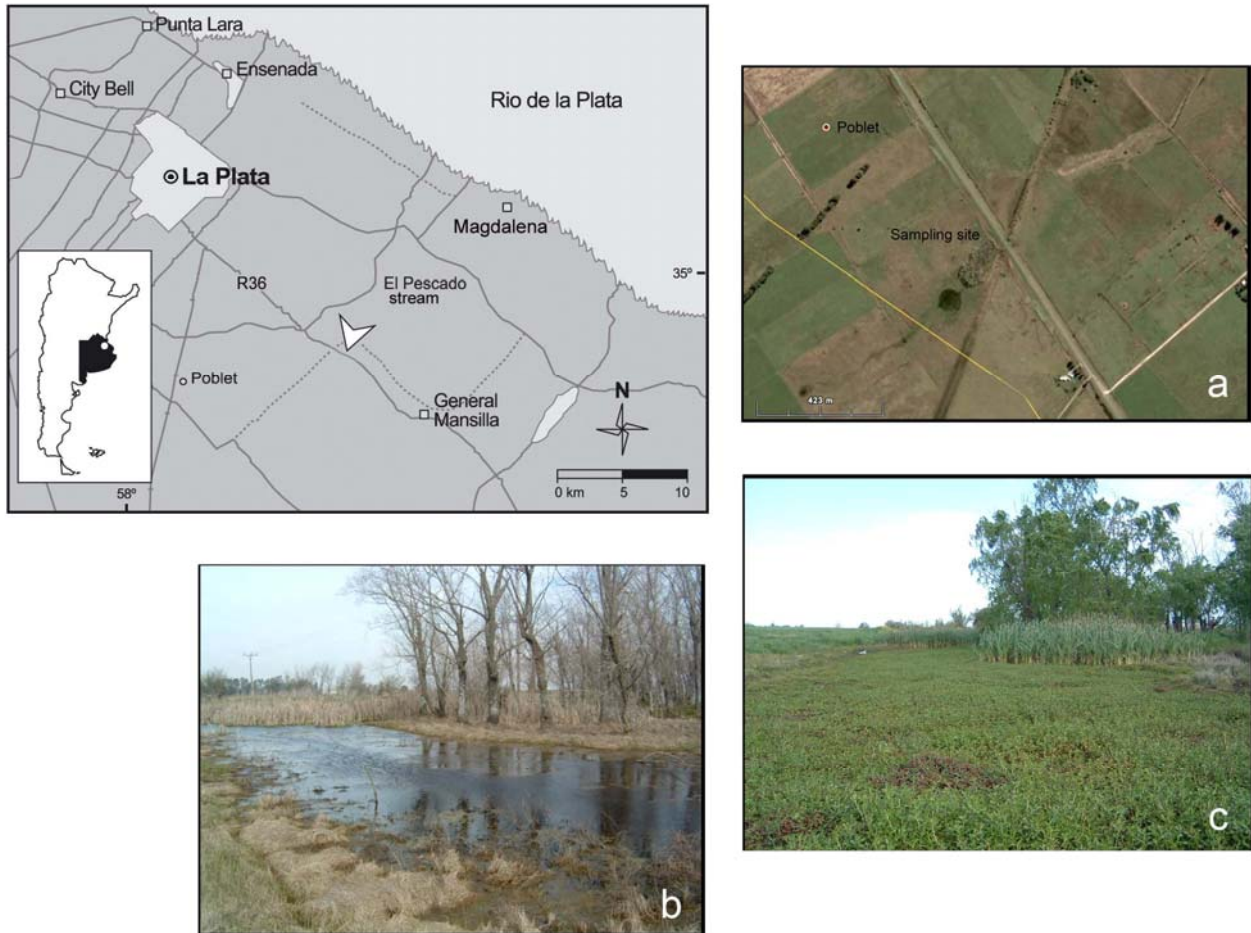 Punta Lara
Ensenada
City Bell
Rio de la Plata
La Plata
Magdalena
35º
R36
El Pescado
stream
Poblet
N
General
Mansilla
0 km 5 10
58º
Poblet
Sampling site
423 m
a
b
c